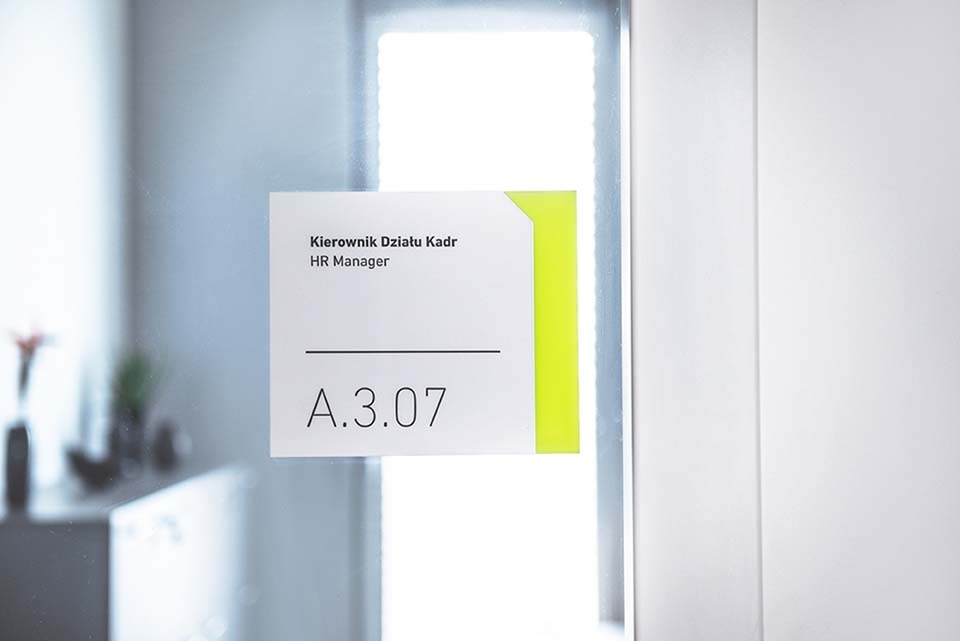 Kierownik Działu Kadr
HR Manager
A.3.07